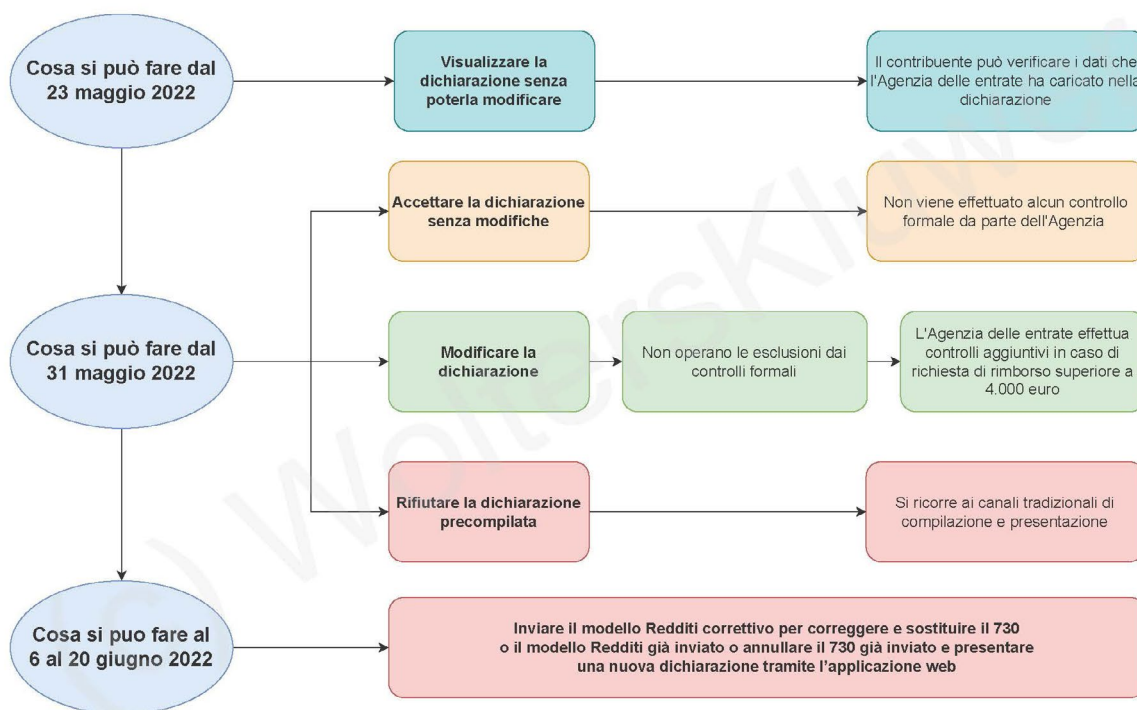 Cosa si può fare dal
23 maggio 2022
Visualizzare la
dichiarazione senza
poterla modificare
Il contribuente può verificare i dati che
l'Agenzia delle entrate ha caricato nella
dichiarazione
Accettare la dichiarazione
senza modifiche
Non viene effettuato alcun controllo
formale da parte dell'Agenzia
Cosa si può fare dal
31 maggio 2022
Modificare la
dichiarazione
Non operano le esclusioni dai
controlli formali
L'Agenzia delle entrate effettua
controlli aggiuntivi in caso di
richiesta di rimborso superiore a
4.000 euro
Rifiutare la dichiarazione
precompilata
Si ricorre ai canali tradizionali di
compilazione e presentazione
Cosa si puo fare al
6 al 20 giugno 2022
Inviare il modello Redditi correttivo per correggere e sostituire il 730
o il modello Redditi già inviato o annullare il 730 già inviato e presentare
una nuova dichiarazione tramite l'applicazione web
(c) WoltersKluwer